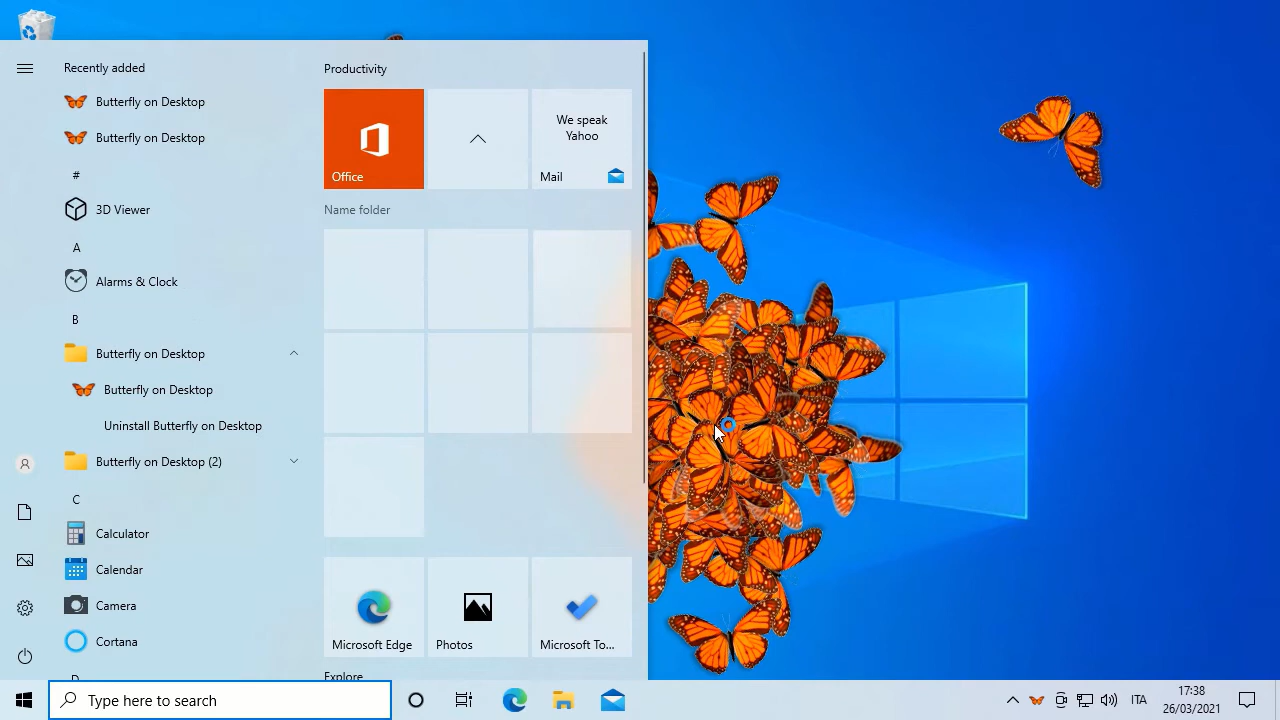 Recently added
Butterfly on Desktop
Butterfly on Desktop
#
3D Viewer
A
Alarms & Clock
B
Butterfly on Desktop
Butterfly on Desktop
Uninstall Butterfly on Desktop
Butterfly on Desktop (2)
C
Calculator
Calendar
Camera
Cortana
Productivity
Office
We speak
Yahoo
Mail
Name folder
Microsoft Edge
Photos
Microsoft To...
Explore
Type here to search
ITA
17:38
26/03/2021